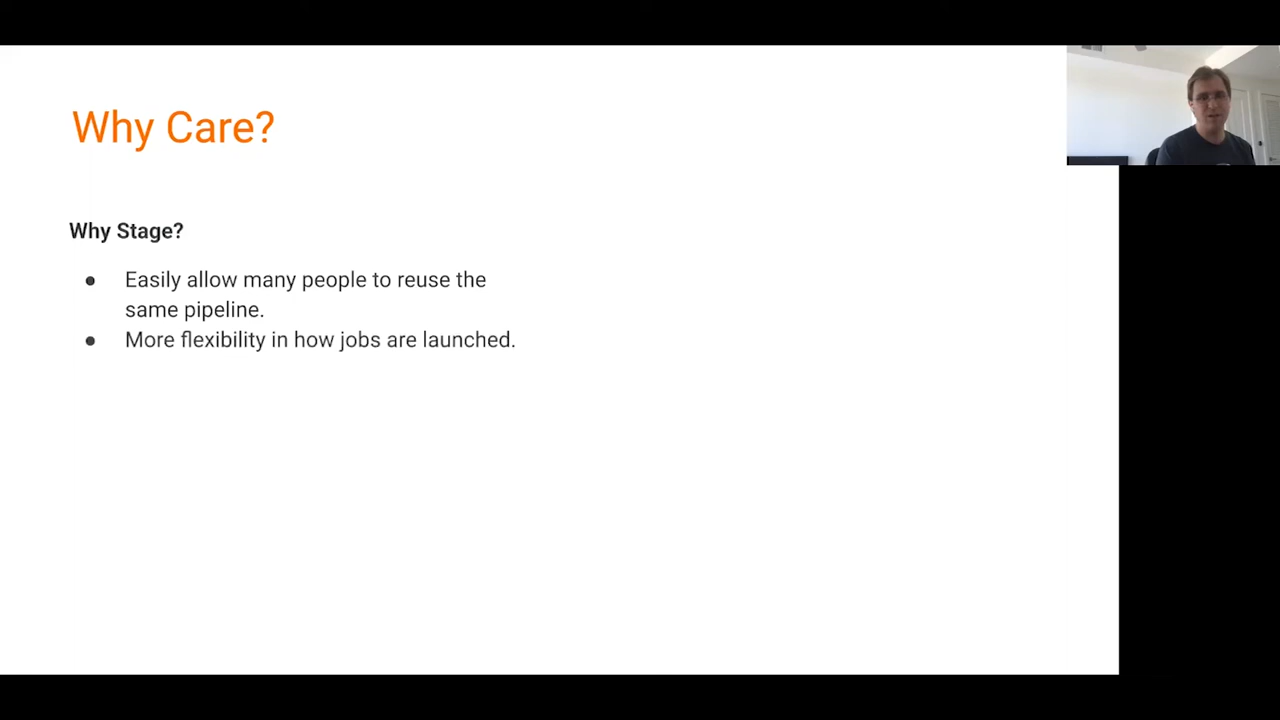 Why Care?
Why Stage?
● Easily allow many people to reuse the
same pipeline.
● More flexibility in how jobs are launched.